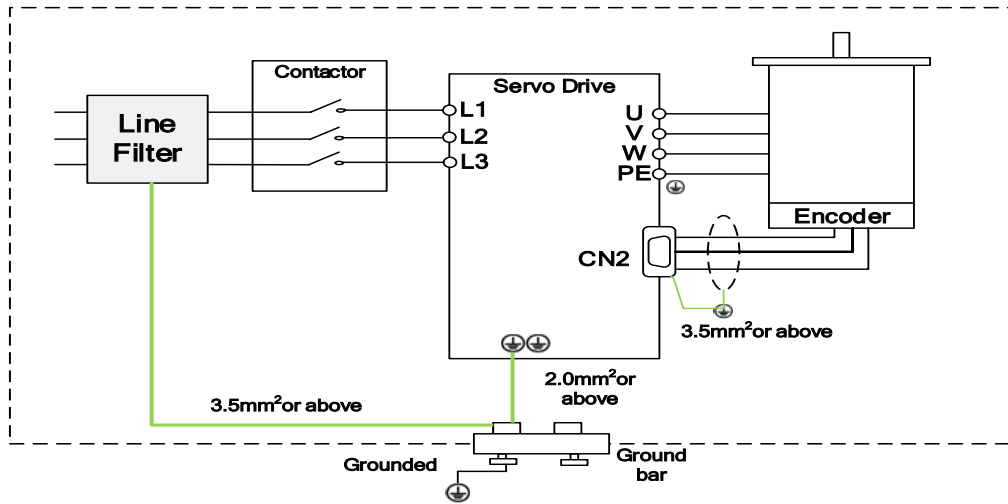 Contactor
Servo Drive
Line
Filter
L1
L2
L3
U
V
W
PE
Encoder
CN2
3.5mm²or above
2.0mm²or
above
3.5mm²or above
Grounded
Ground
bar